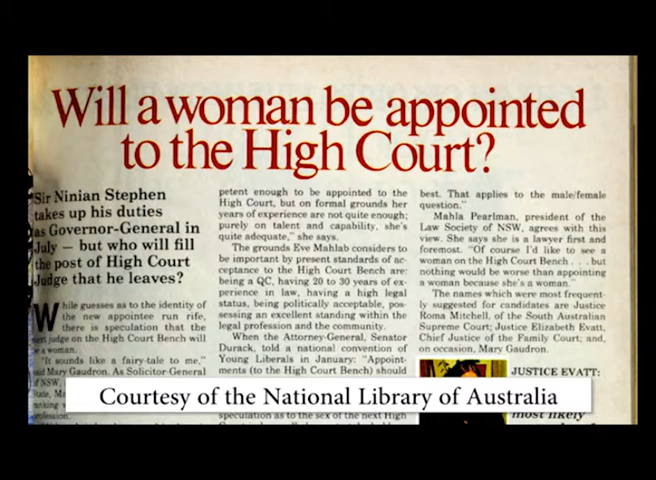 Will a woman be appointed
to the High Court?
Sir Ninian Stephen
takes up his duties
as Governor-General in
July — but who will fill
the post of High Court
Judge that he leaves?
While guesses as to the identity of
the new appointee run rife,
there is speculation that the
next judge on the High Court Bench will
be a woman.
"It sounds like a fairy-tale to me,"
said Mary Gaudron. As Solicitor-General
of NSW,
State, Ma
ranking
profession.
petent enough to be appointed to the
High Court, but on formal grounds her
years of experience are not quite enough;
purely on talent and capability, she's
quite adequate," she says.
The grounds Eve Mahlab considers to
be important by present standards of ac-
ceptance to the High Court Bench are:
being a QC, having 20 to 30 years of ex-
perience in law, having a high legal
status, being politically acceptable, pos-
sessing an excellent standing within the
legal profession and the community.
When the Attorney-General, Senator
Durack, told a national convention of
Young Liberals in January: "Appoint-
ments (to the High Court Bench) should
speculation as to the sex of the next High
best. That applies to the male/female
question."
Mahla Pearlman, president of the
Law Society of NSW, agrees with this
view. She says she is a lawyer first and
foremost. "Of course I'd like to see a
woman on the High Court Bench . . . but
nothing would be worse than appointing
a woman because she's a woman."
The names which were most frequent-
ly suggested for candidates are Justice
Roma Mitchell, of the South Australian
Supreme Court; Justice Elizabeth Evatt,
Chief Justice of the Family Court; and,
on occasion, Mary Gaudron.
JUSTICE EVATT:
most likely
Courtesy of the National Library of Australia